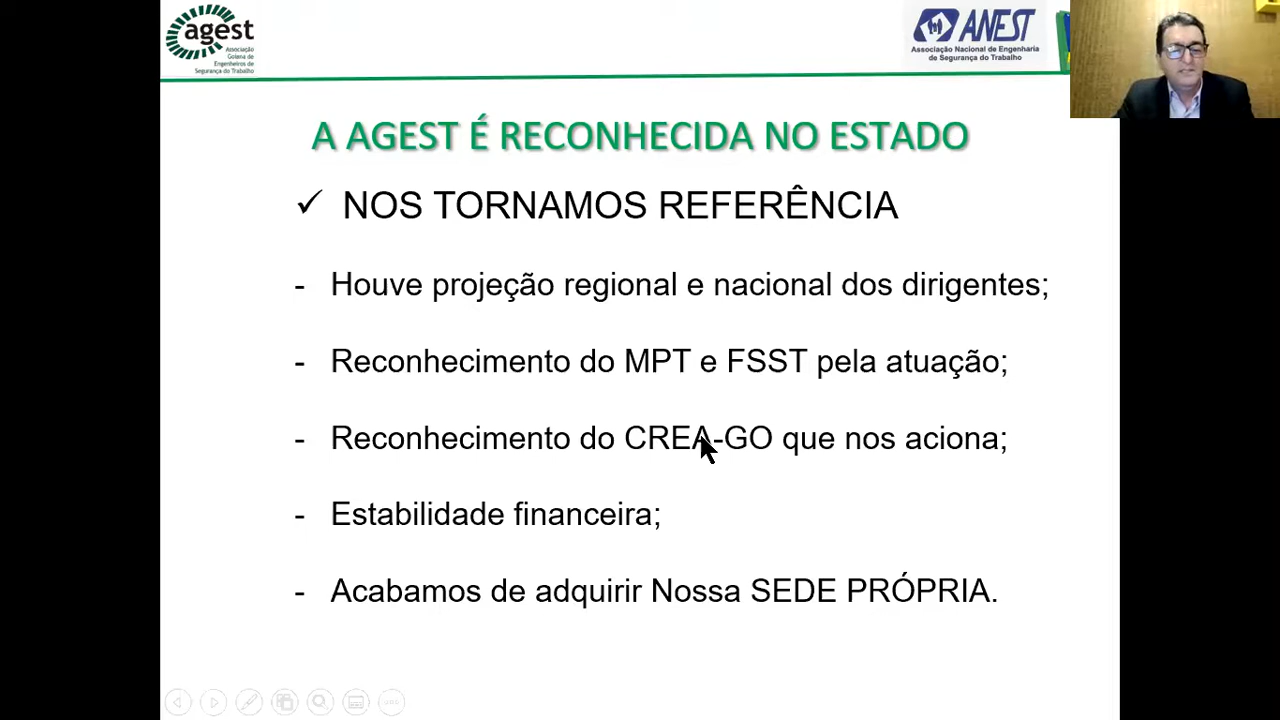 agest
Associação
Goiana de
Engenheiros de
Segurança do Trabalho
ANEST
Associação Nacional de Engenharia
de Segurança do Trabalho
A AGEST É RECONHECIDA NO ESTADO
✓ NOS TORNAMOS REFERÊNCIA
- Houve projeção regional e nacional dos dirigentes;
- Reconhecimento do MPT e FSST pela atuação;
- Reconhecimento do CREA-GO que nos aciona;
- Estabilidade financeira;
- Acabamos de adquirir Nossa SEDE PRÓPRIA.